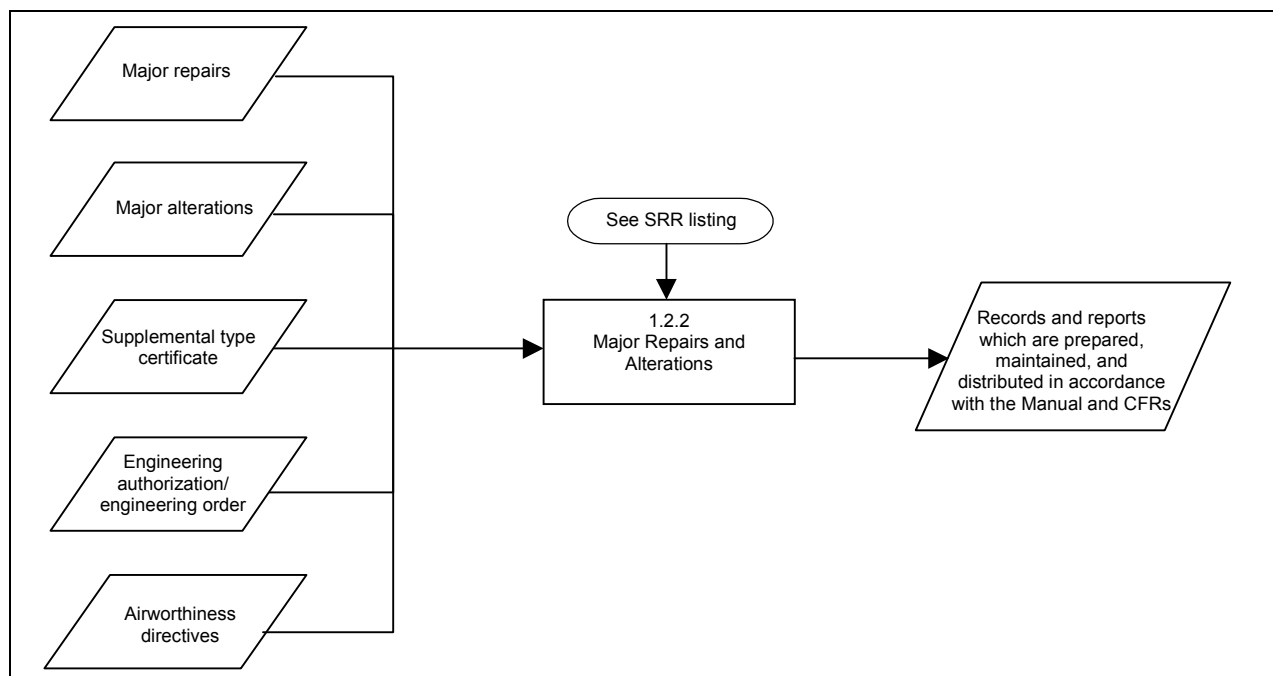 Major repairs
Major alterations
Supplemental type
certificate
Engineering
authorization/
engineering order
Airworthiness
directives
See SRR listing
1.2.2
Major Repairs and
Alterations
Records and reports
which are prepared,
maintained, and
distributed in accordance
with the Manual and CFRs